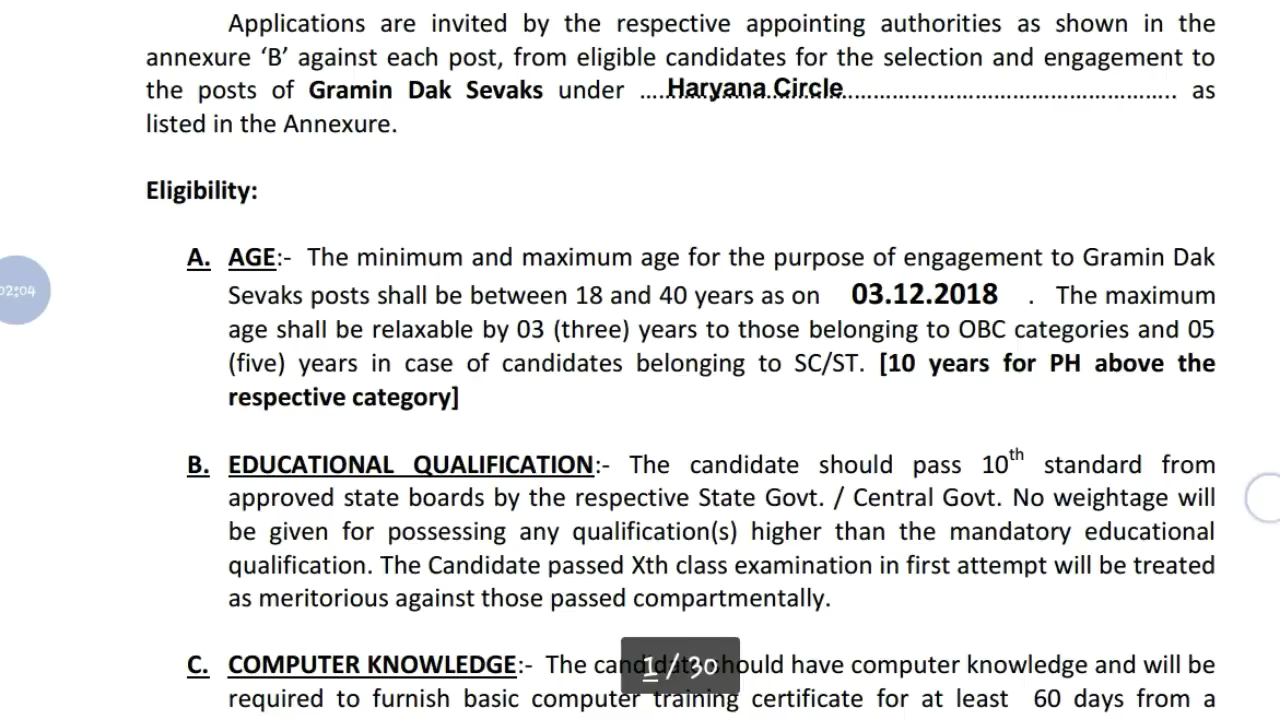 Applications are invited by the respective appointing authorities as shown in the
annexure ‘B’ against each post, from eligible candidates for the selection and engagement to
the posts of Gramin Dak Sevaks under ....Haryana Circle.................................................... as
listed in the Annexure.
Eligibility:
A. AGE:- The minimum and maximum age for the purpose of engagement to Gramin Dak
Sevaks posts shall be between 18 and 40 years as on 03.12.2018 . The maximum
age shall be relaxable by 03 (three) years to those belonging to OBC categories and 05
(five) years in case of candidates belonging to SC/ST. [10 years for PH above the
respective category]
02:04
B. EDUCATIONAL QUALIFICATION:- The candidate should pass 10th standard from
approved state boards by the respective State Govt. / Central Govt. No weightage will
be given for possessing any qualification(s) higher than the mandatory educational
qualification. The Candidate passed Xth class examination in first attempt will be treated
as meritorious against those passed compartmentally.
C. COMPUTER KNOWLEDGE:- The candidate should have computer knowledge and will be
required to furnish basic computer training certificate for at least 60 days from a
1 / 30